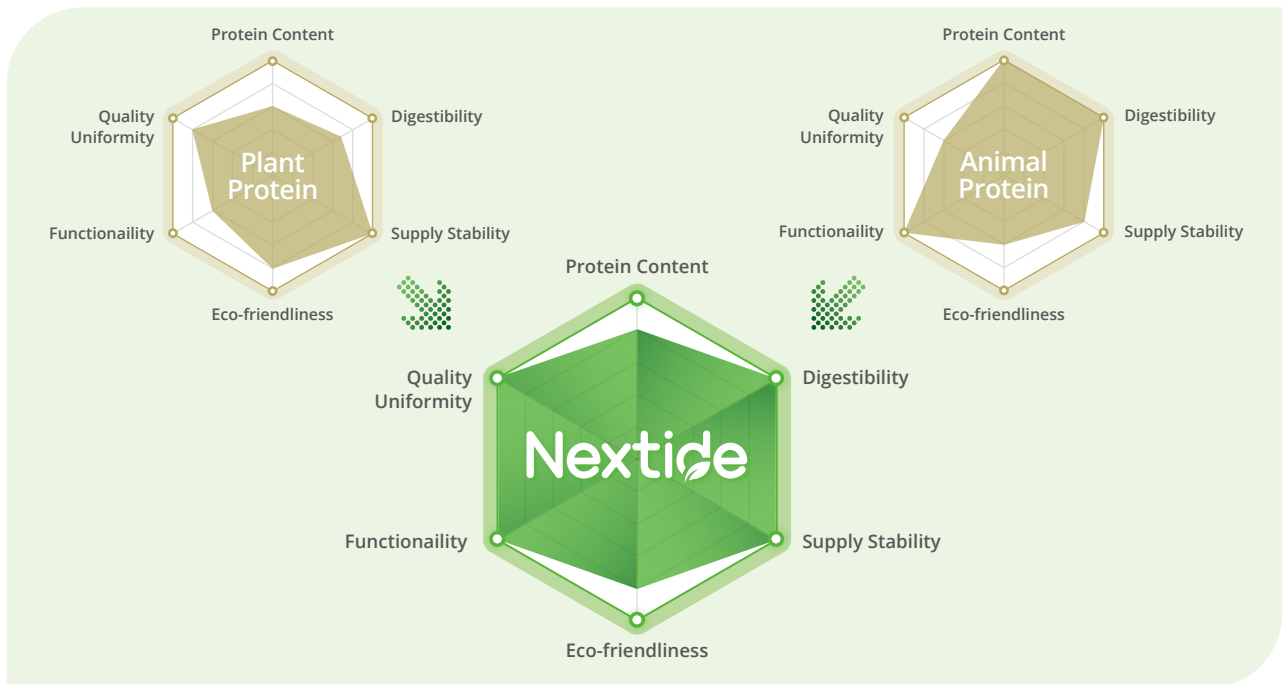 Protein Content
Quality
Uniformity
Digestibility
Plant
Protein
Functionaility
Supply Stability
Eco-friendliness
Protein Content
Quality
Uniformity
Digestibility
Animal
Protein
Functionaility
Supply Stability
Eco-friendliness
Protein Content
Quality
Uniformity
Digestibility
Nextide
Functionaility
Supply Stability
Eco-friendliness